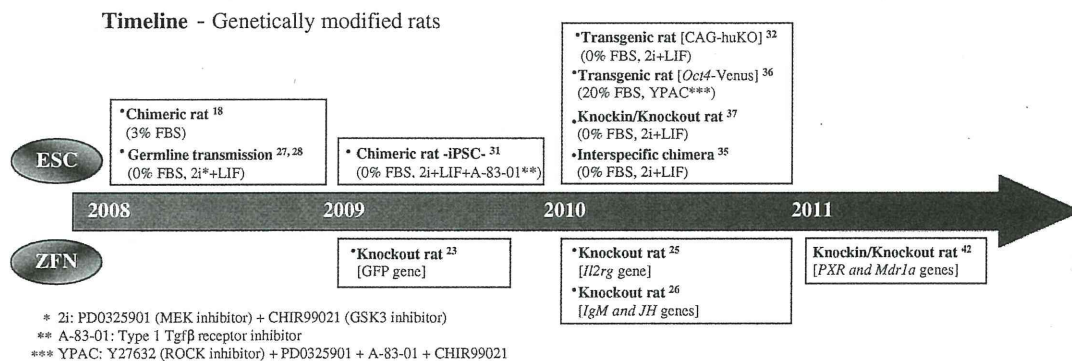 Timeline - Genetically modified rats
• Chimeric rat 18
(3% FBS)
• Germline transmission 27, 28
(0% FBS, 2i*+LIF)
• Chimeric rat -iPSC- 31
(0% FBS, 2i+LIF+A-83-01**)
• Transgenic rat [CAG-huKO] 32
(0% FBS, 2i+LIF)
• Transgenic rat [Oct4-Venus] 36
(20% FBS, YPAC***)
• Knockin/Knockout rat 37
(0% FBS, 2i+LIF)
• Interspecific chimera 35
(0% FBS, 2i+LIF)
ESC
2008 2009 2010 2011
ZFN
• Knockout rat 23
[GFP gene]
• Knockout rat 25
[Il2rg gene]
• Knockout rat 26
[IgM and JH genes]
Knockin/Knockout rat 42
[PXR and Mdr1a genes]
* 2i: PD0325901 (MEK inhibitor) + CHIR99021 (GSK3 inhibitor)
** A-83-01: Type 1 Tgfβ receptor inhibitor
*** YPAC: Y27632 (ROCK inhibitor) + PD0325901 + A-83-01 + CHIR99021